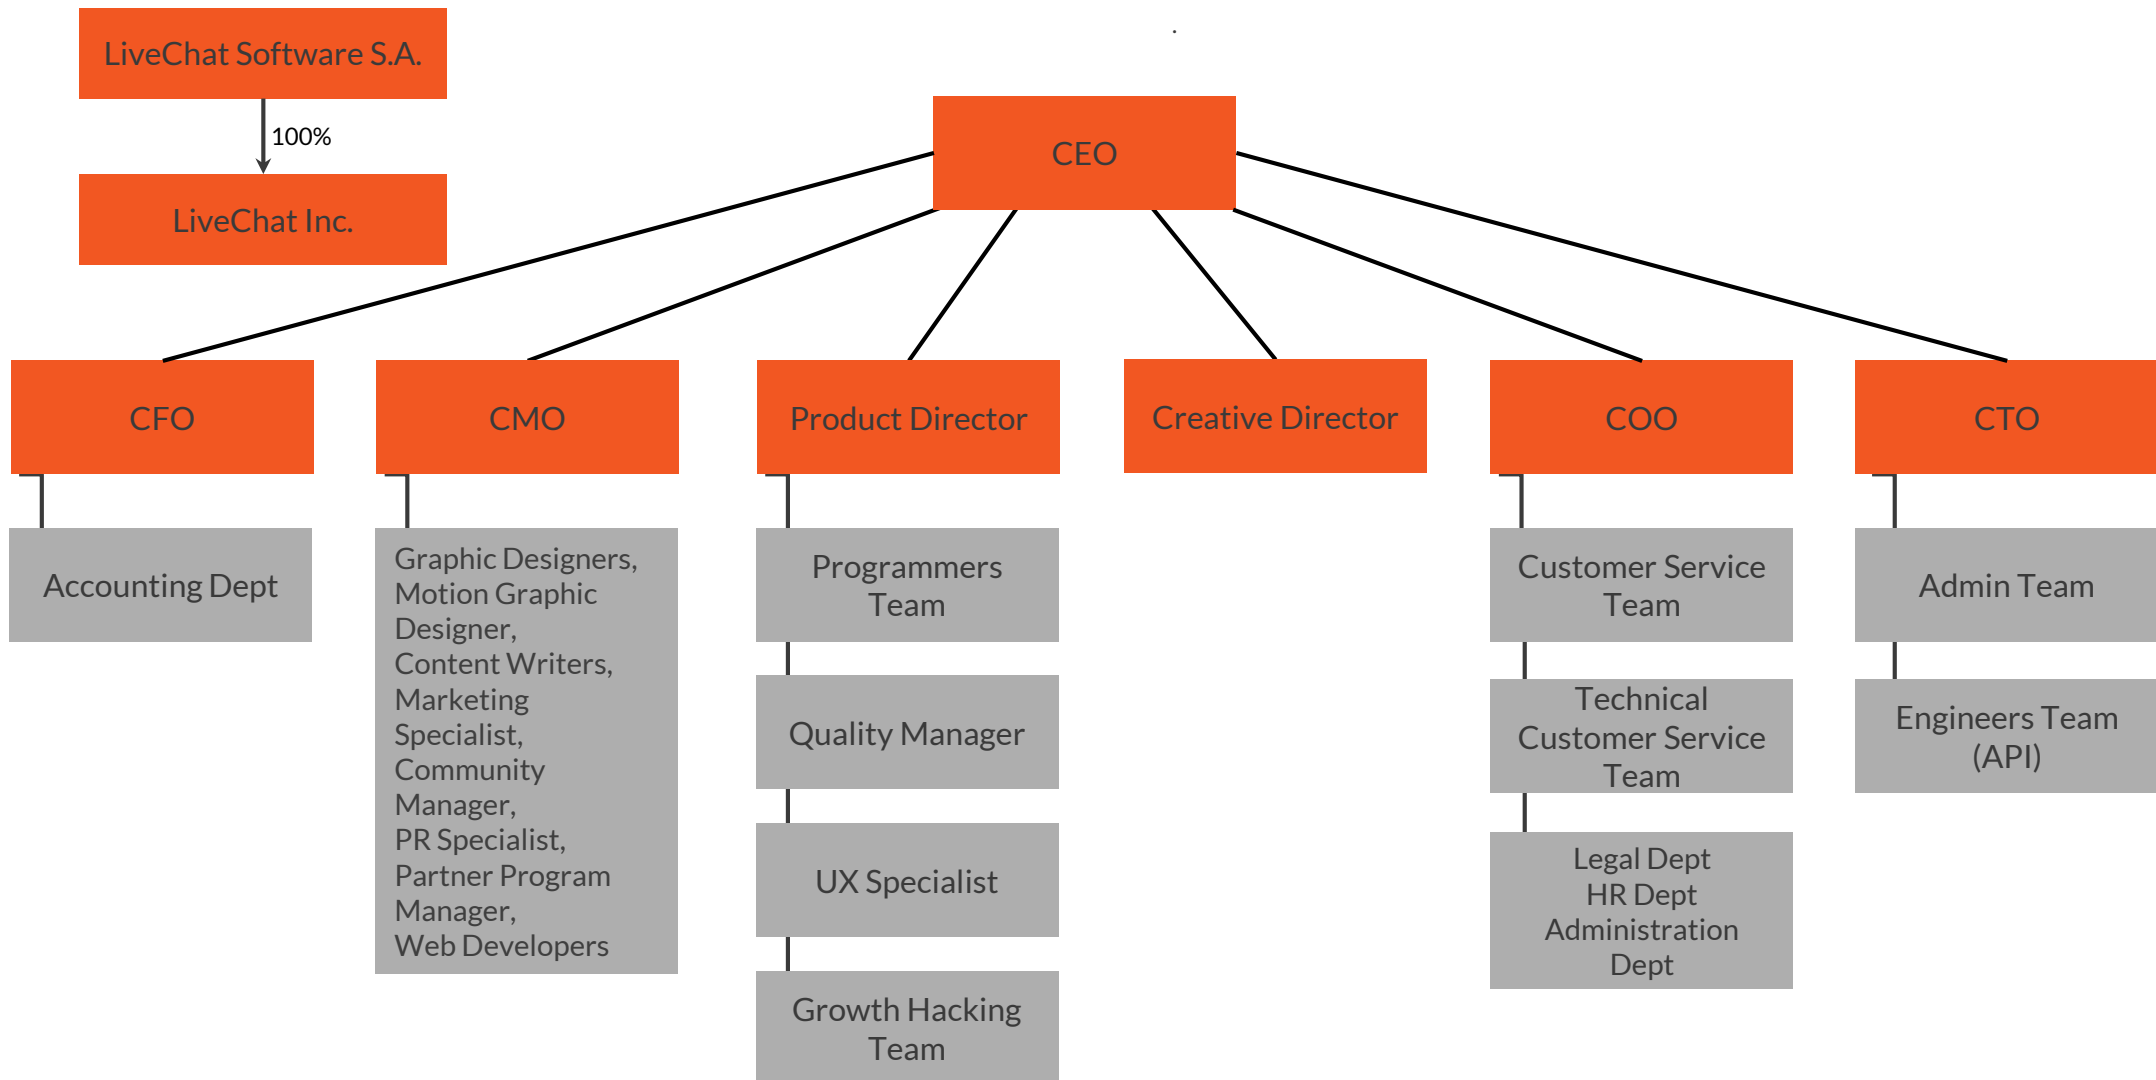 LiveChat Software S.A.
100%
LiveChat Inc.
CEO
CFO
CMO
Product Director
Creative Director
COO
CTO
Accounting Dept
Graphic Designers,
Motion Graphic
Designer,
Content Writers,
Marketing
Specialist,
Community
Manager,
PR Specialist,
Partner Program
Manager,
Web Developers
Programmers
Team
Quality Manager
UX Specialist
Growth Hacking
Team
Customer Service
Team
Technical
Customer Service
Team
Legal Dept
HR Dept
Administration
Dept
Admin Team
Engineers Team
(API)